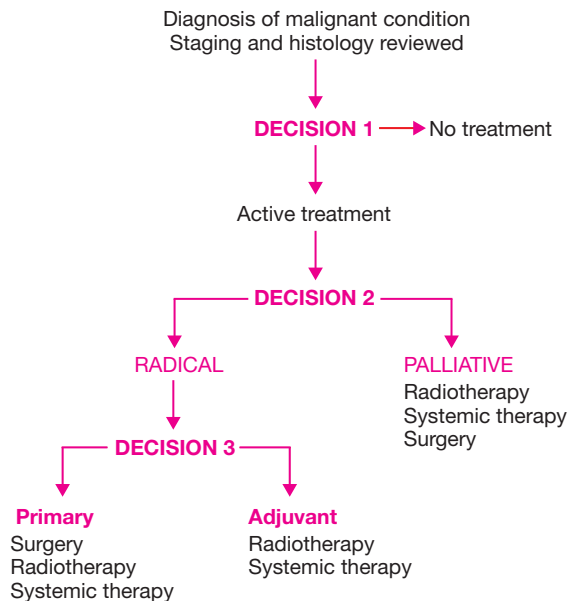 Diagnosis of malignant condition
Staging and histology reviewed
DECISION 1
No treatment
Active treatment
DECISION 2
RADICAL
PALLIATIVE
Radiotherapy
Systemic therapy
Surgery
DECISION 3
Primary
Surgery
Radiotherapy
Systemic therapy
Adjuvant
Radiotherapy
Systemic therapy